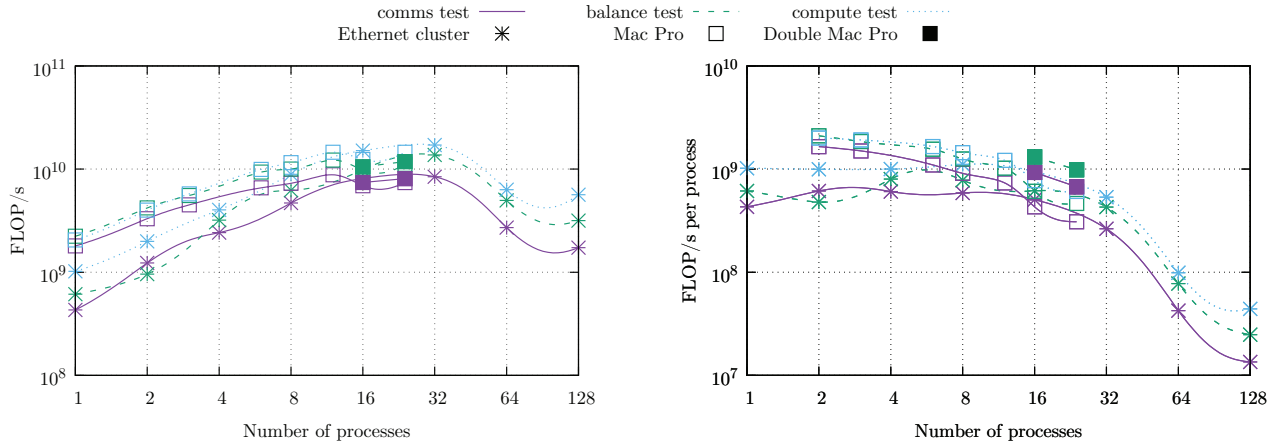 comms test balance test compute test
Ethernet cluster Mac Pro Double Mac Pro
10^11
10^10
10^9
10^8
FLOP/s
1 2 4 8 16 32 64 128
Number of processes
10^10
10^9
10^8
10^7
FLOP/s per process
1 2 4 8 16 32 64 128
Number of processes